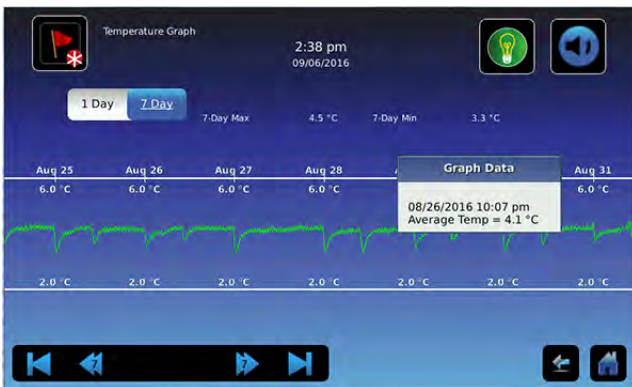 Temperature Graph
2:38 pm
09/06/2016
1 Day 7 Day
7-Day Max 4.5 °C 7-Day Min 3.3 °C
Aug 25 Aug 26 Aug 27 Aug 28 Aug 31
6.0 °C 6.0 °C 6.0 °C 6.0 °C 6.0 °C
Graph Data
08/26/2016 10:07 pm
Average Temp = 4.1 °C
2.0 °C 2.0 °C 2.0 °C 2.0 °C 2.0 °C 2.0 °C 2.0 °C
7 7